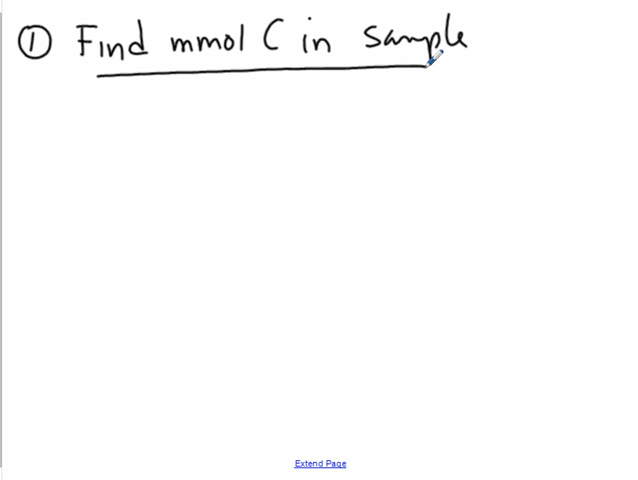 ① Find mmol C in sample
Extend Page